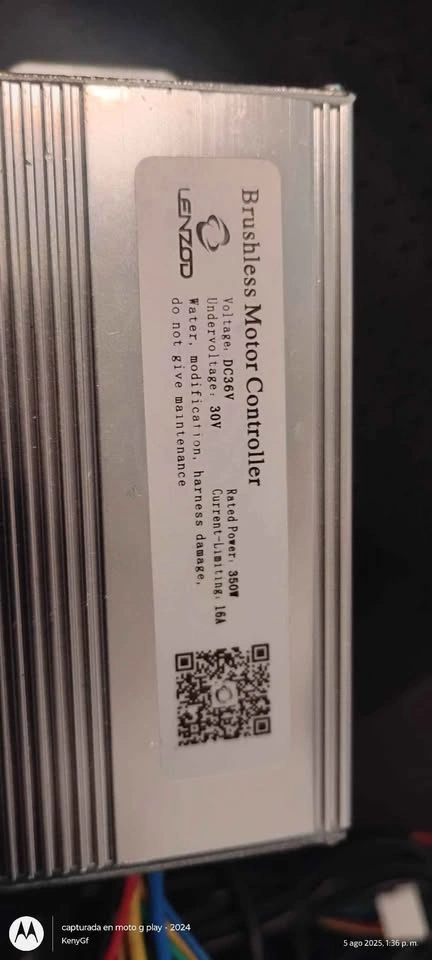 Brushless Motor Controller
LENZOD
Voltage: DC36V
Rated Power: 350W
Undervoltage: 30V
Current-Limiting: 16A
Water, modification, harness damage,
do not give maintenance
capturada en moto g play - 2024
KenyGf
5 ago 2025, 1:36 p. m.